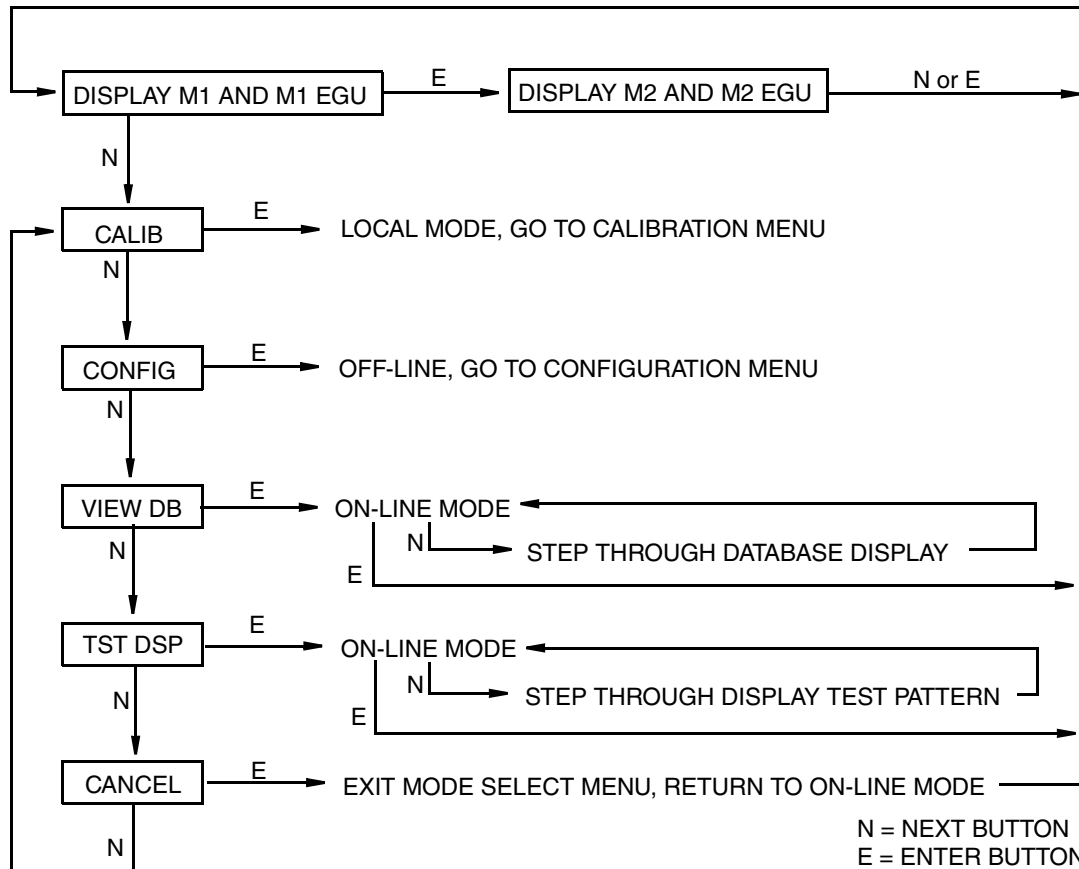 DISPLAY M1 AND M1 EGU
E
DISPLAY M2 AND M2 EGU
N or E
N
CALIB
E
LOCAL MODE, GO TO CALIBRATION MENU
N
CONFIG
E
OFF-LINE, GO TO CONFIGURATION MENU
N
VIEW DB
E
ON-LINE MODE
N
STEP THROUGH DATABASE DISPLAY
E
N
TST DSP
E
ON-LINE MODE
N
STEP THROUGH DISPLAY TEST PATTERN
E
N
CANCEL
E
EXIT MODE SELECT MENU, RETURN TO ON-LINE MODE
N
N = NEXT BUTTON
E = ENTER BUTTON